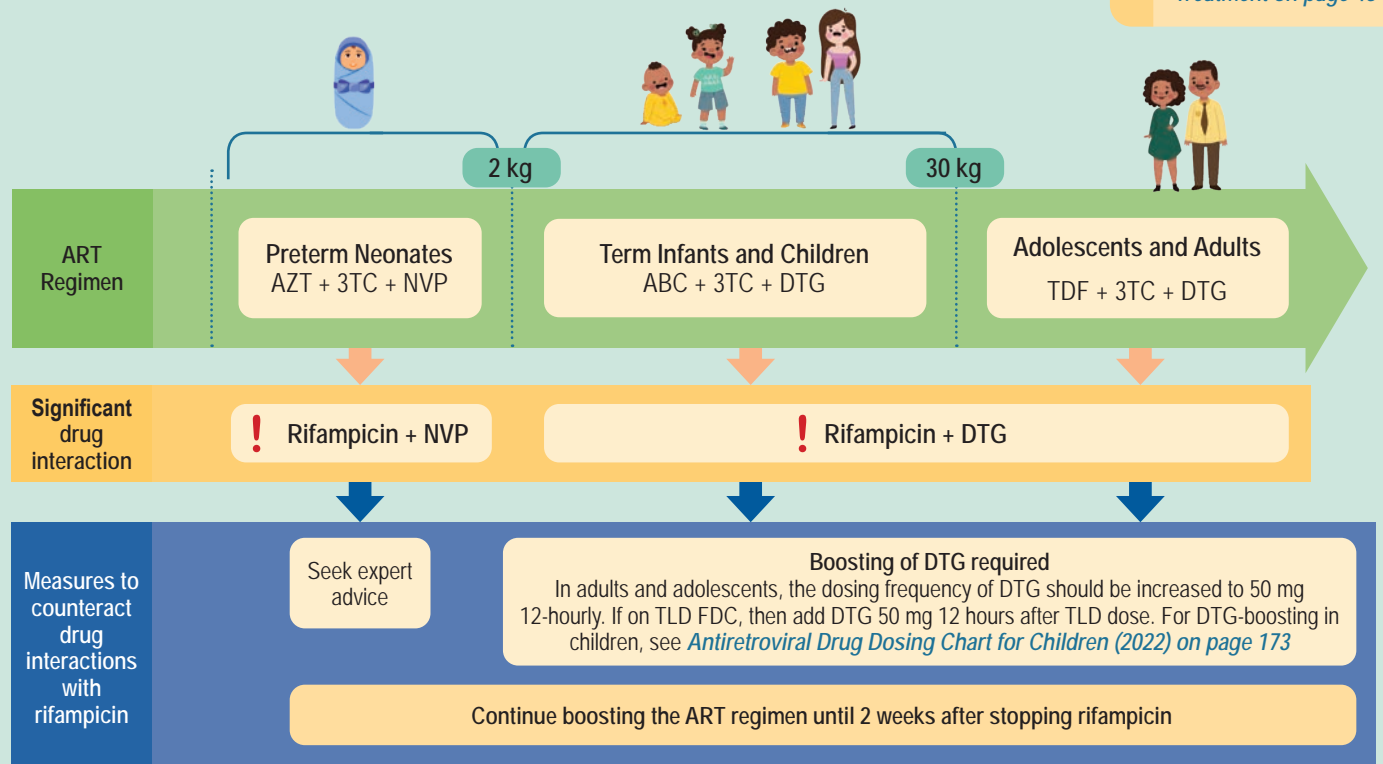 Treatment on page
2 kg
30 kg
ART
Regimen
Preterm Neonates
AZT + 3TC + NVP
Term Infants and Children
ABC + 3TC + DTG
Adolescents and Adults
TDF + 3TC + DTG
Significant
drug
interaction
! Rifampicin + NVP
! Rifampicin + DTG
Measures to
counteract
drug
interactions
with
rifampicin
Seek expert
advice
Boosting of DTG required
In adults and adolescents, the dosing frequency of DTG should be increased to 50 mg
12-hourly. If on TLD FDC, then add DTG 50 mg 12 hours after TLD dose. For DTG-boosting in
children, see Antiretroviral Drug Dosing Chart for Children (2022) on page 173
Continue boosting the ART regimen until 2 weeks after stopping rifampicin